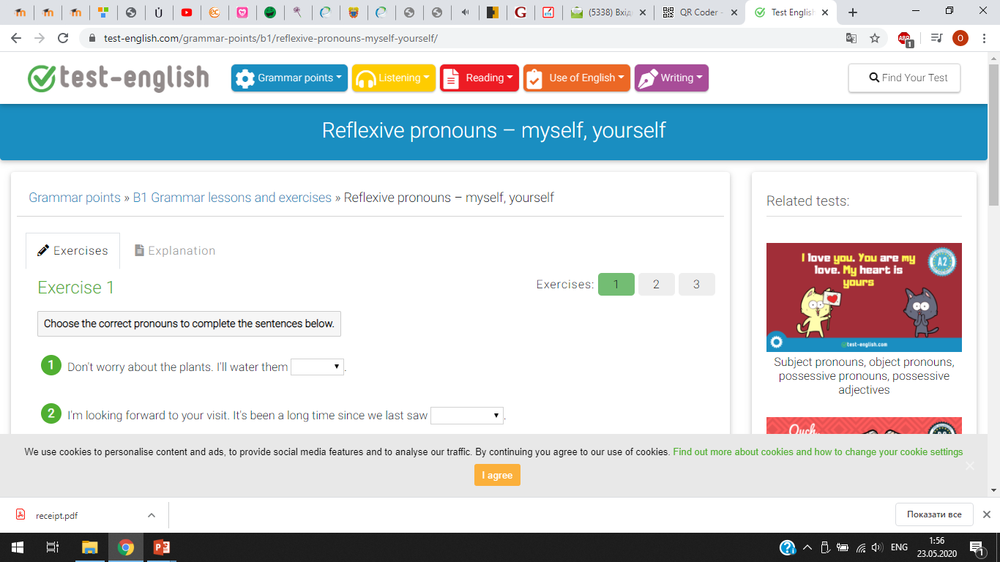 (5338) Вхід
QR Coder
Test English
test-english.com/grammar-points/b1/reflexive-pronouns-myself-yourself/
ABP
1
O
test-english
Grammar points
Listening
Reading
Use of English
Writing
Find Your Test
Reflexive pronouns – myself, yourself
Grammar points » B1 Grammar lessons and exercises » Reflexive pronouns – myself, yourself
Related tests:
Exercises
Explanation
I love you. You are my
love. My heart is
yours
A2
test-english.com
Exercise 1
Exercises:
1
2
3
Choose the correct pronouns to complete the sentences below.
1 Don't worry about the plants. I'll water them .
Subject pronouns, object pronouns,
possessive pronouns, possessive
adjectives
2 I'm looking forward to your visit. It's been a long time since we last saw .
Ouch
We use cookies to personalise content and ads, to provide social media features and to analyse our traffic. By continuing you agree to our use of cookies. Find out more about cookies and how to change your cookie settings
I agree
receipt.pdf
Показати все
ENG
1:56
23.05.2020
1